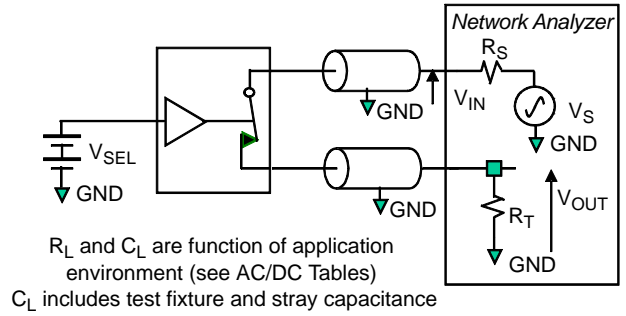 Network Analyzer
R_S
V_IN
V_S
GND
GND
V_SEL
GND
GND
R_T
V_OUT
GND
R_L and C_L are function of application
environment (see AC/DC Tables)
C_L includes test fixture and stray capacitance